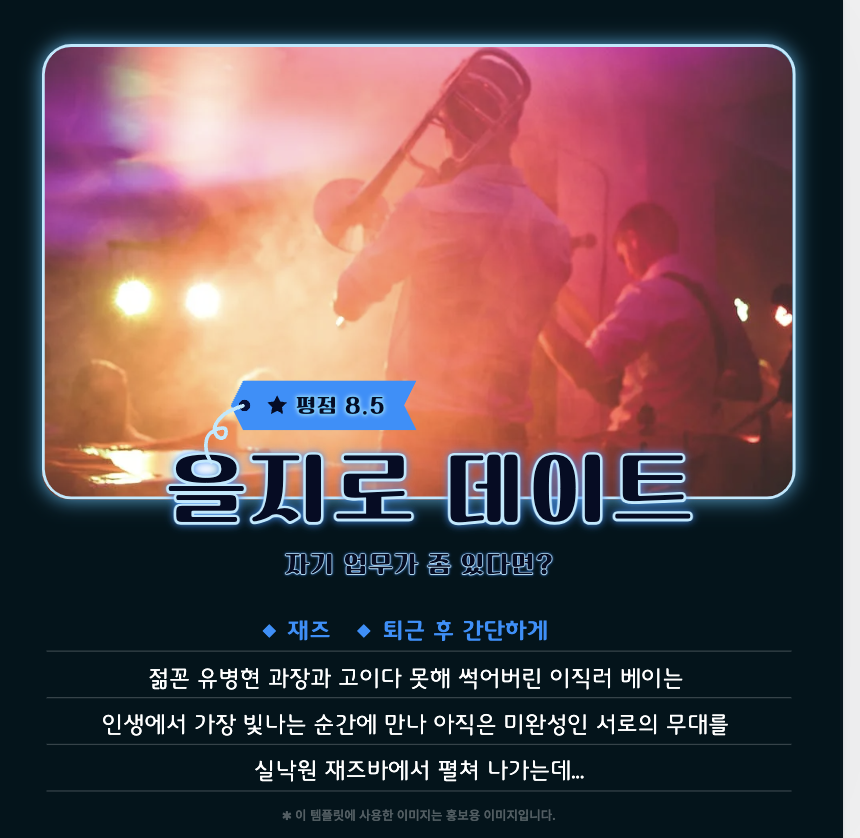 ★ 평점 8.5
을지로 데이트
자기 업무가 좀 있다면?
◆ 재즈 ◆ 퇴근 후 간단하게
젊꼰 유병현 과장과 고이다 못해 썩어버린 이직러 베이는
인생에서 가장 빛나는 순간에 만나 아직은 미완성인 서로의 무대를
실낙원 재즈바에서 펼쳐 나가는데...
✱ 이 템플릿에 사용한 이미지는 홍보용 이미지입니다.